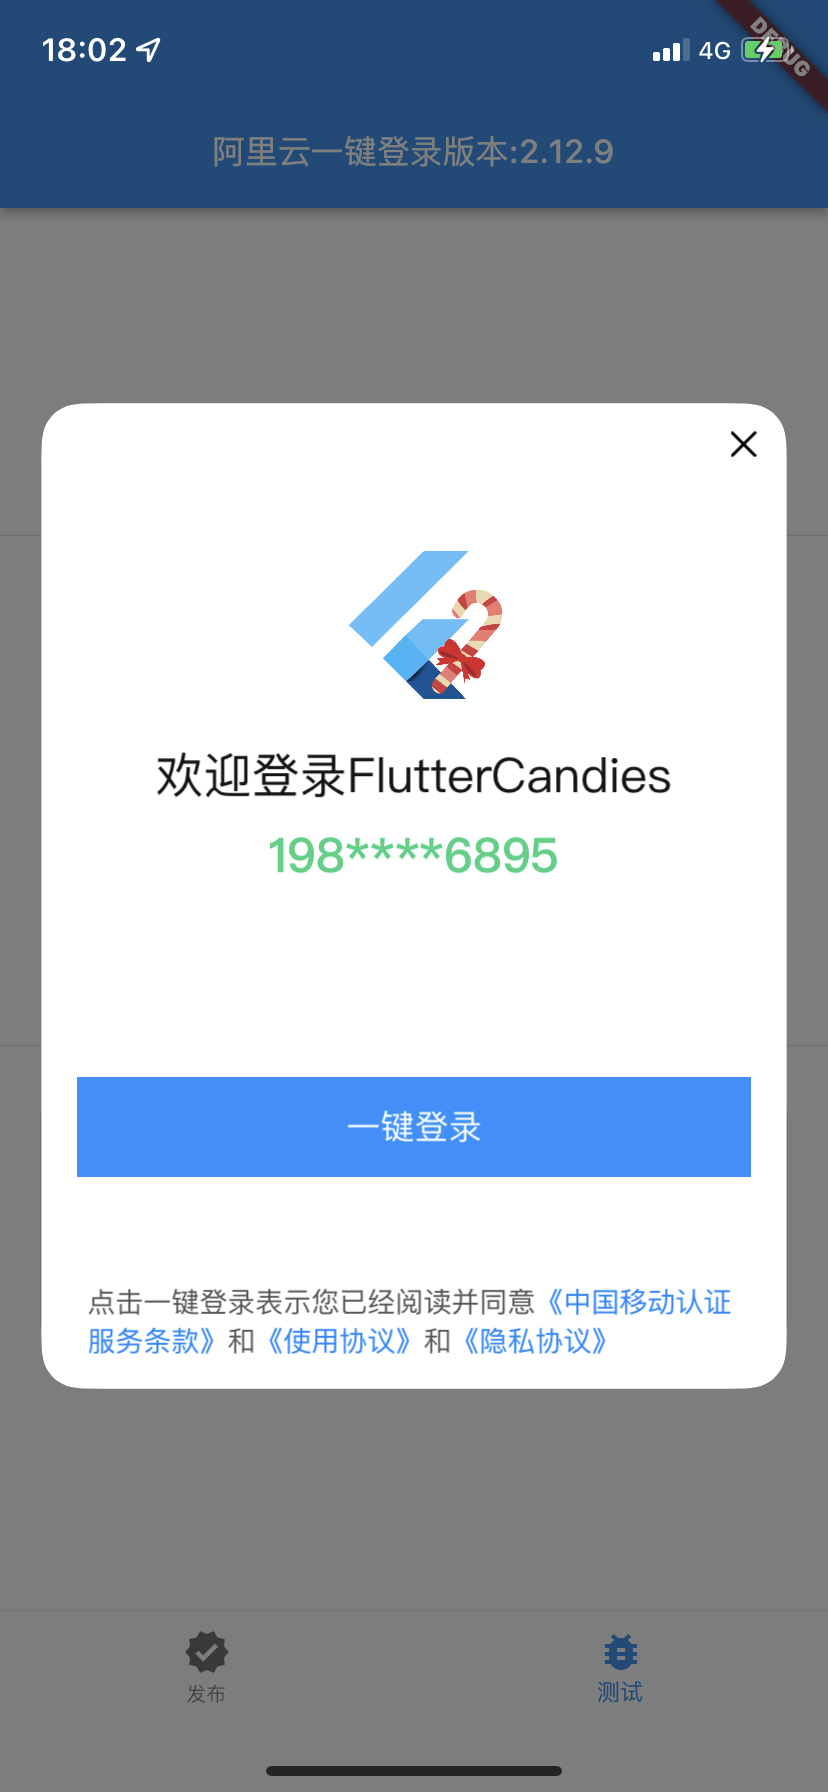 18:02
4G
DEBUG
阿里云一键登录版本:2.12.9
欢迎登录FlutterCandies
198****6895
一键登录
点击一键登录表示您已经阅读并同意《中国移动认证
服务条款》和《使用协议》和《隐私协议》
发布
测试